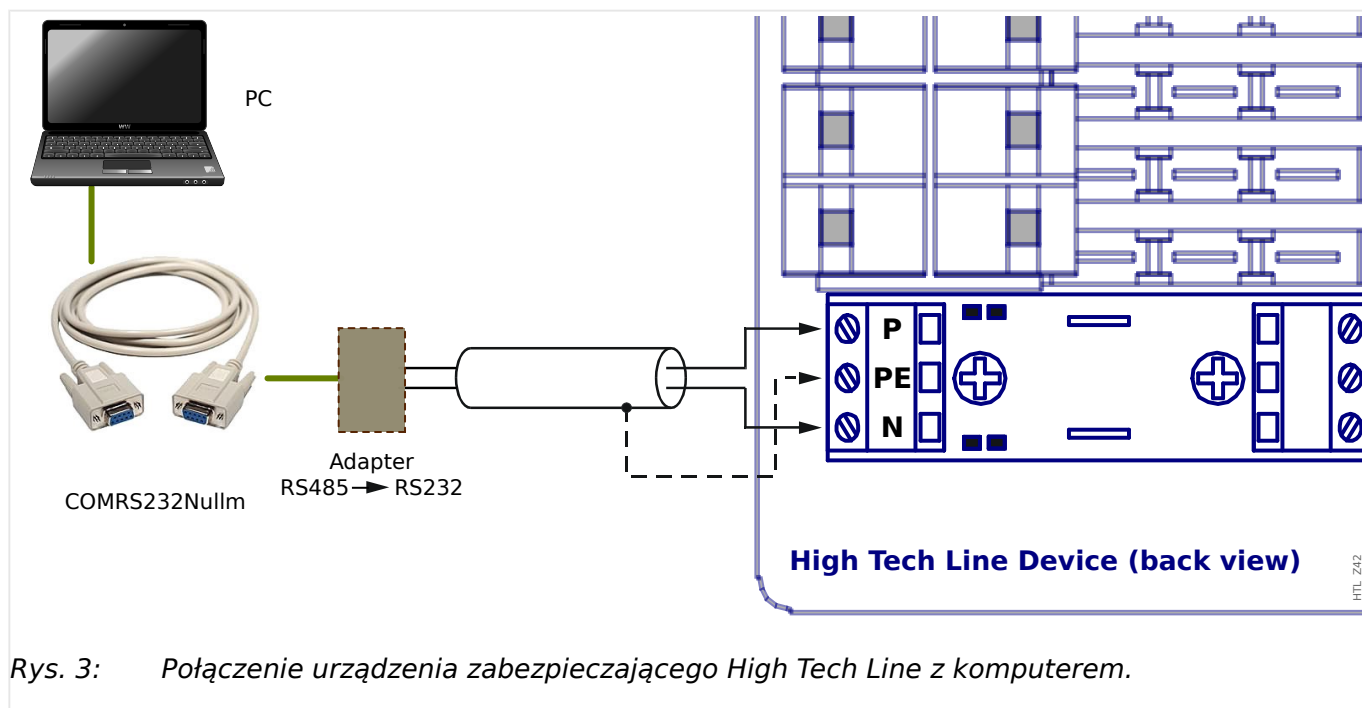 PC
COMRS232Nullm
Adapter
RS485 RS232
P
PE
N
High Tech Line Device (back view)
HTL_Z42
Rys. 3: Połączenie urządzenia zabezpieczającego High Tech Line z komputerem.